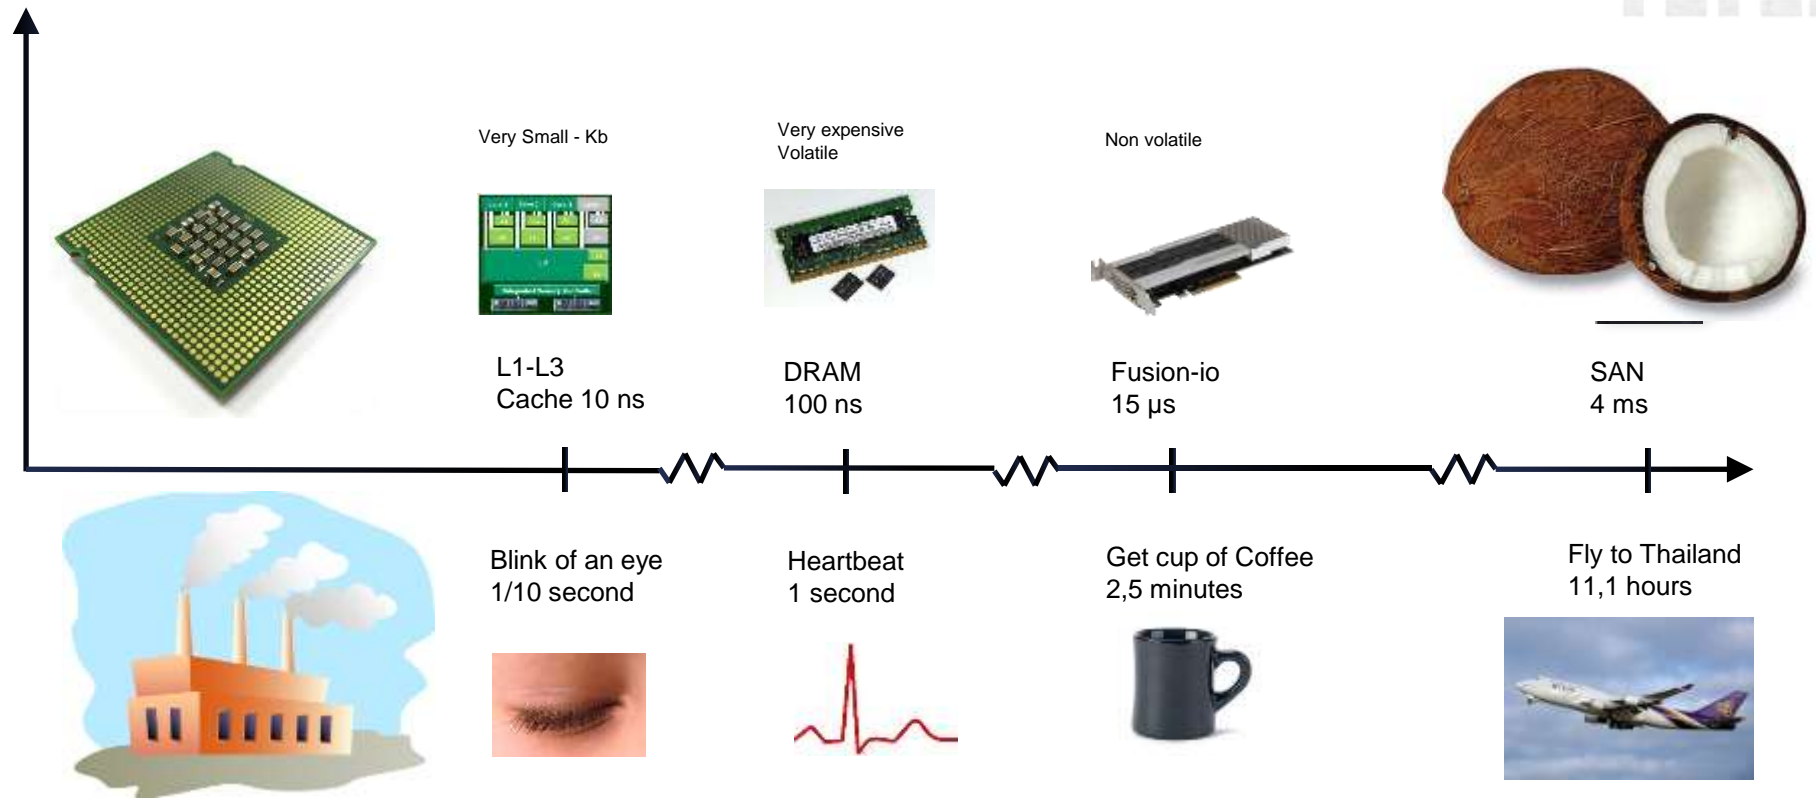 Very Small - Kb
Very expensive
Volatile
Non volatile
L1-L3
Cache 10 ns
DRAM
100 ns
Fusion-io
15 µs
SAN
4 ms
Blink of an eye
1/10 second
Heartbeat
1 second
Get cup of Coffee
2,5 minutes
Fly to Thailand
11,1 hours